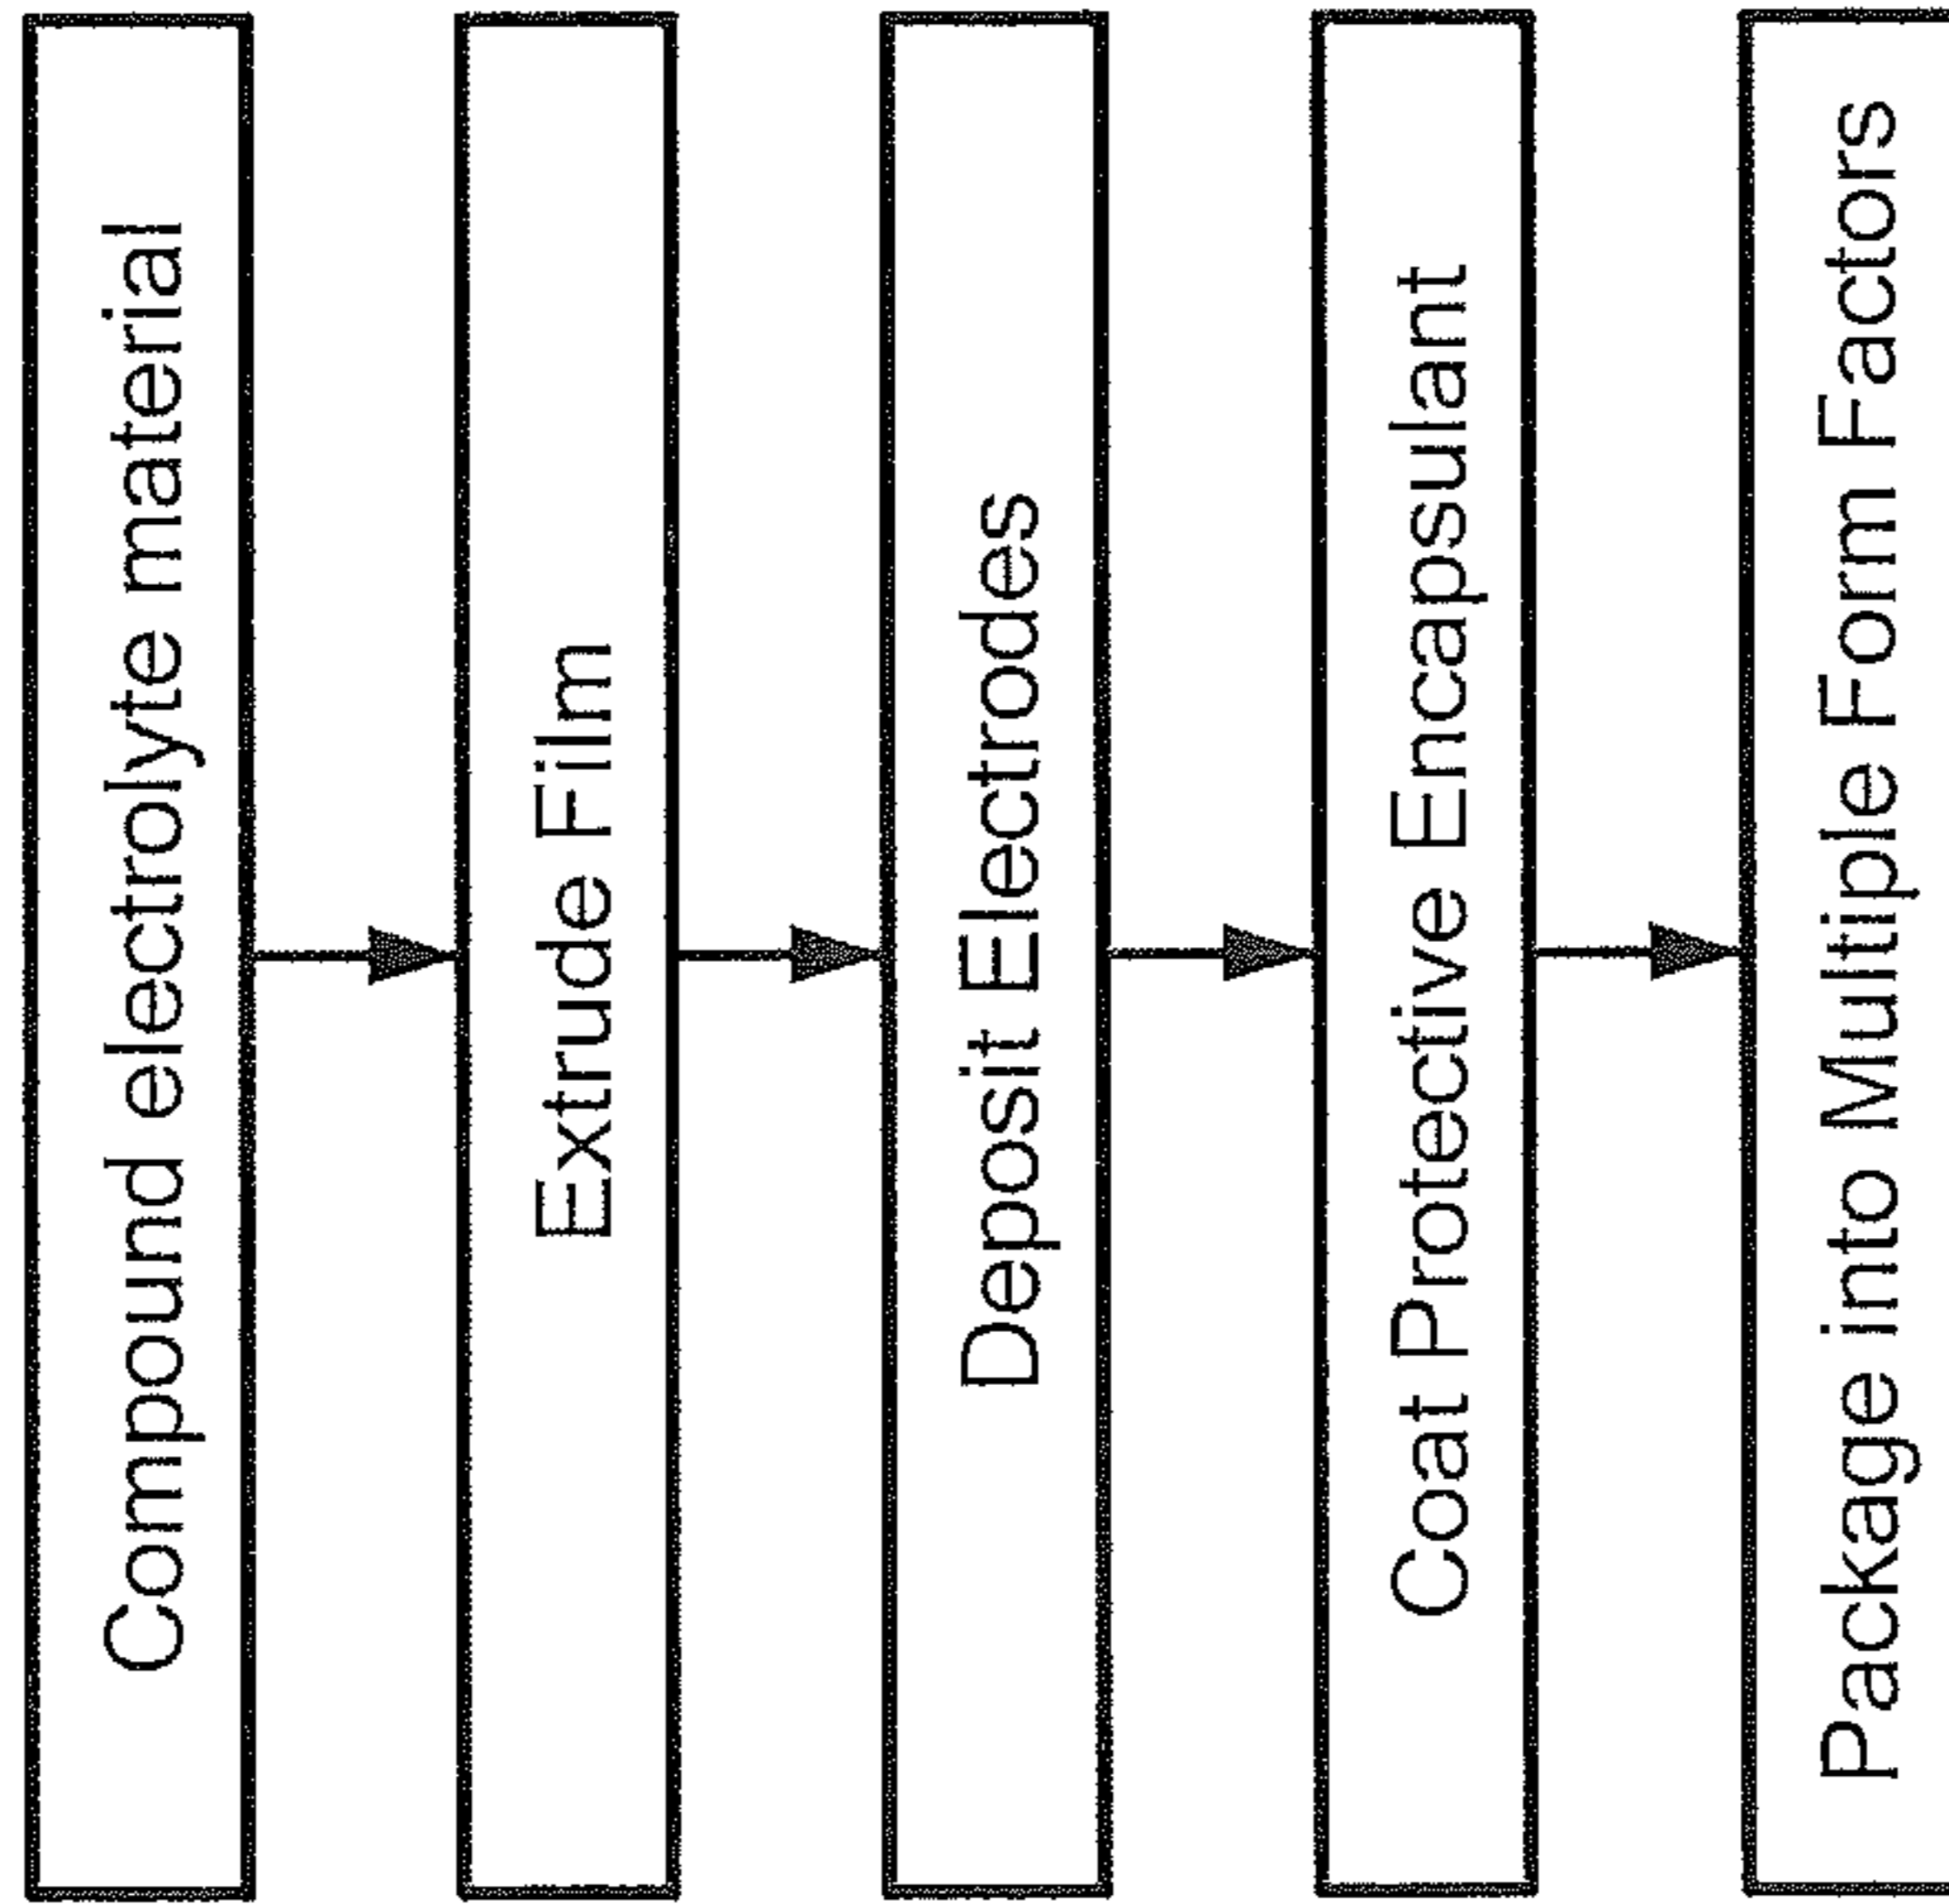 Compound electrolyte material
Extrude Film
Deposit Electrodes
Coat Protective Encapsulant
Package into Multiple Form Factors